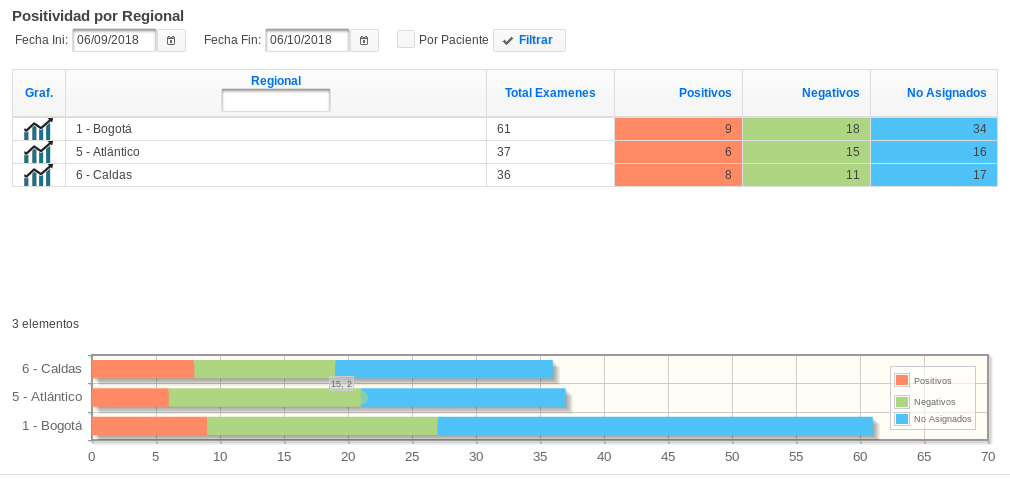 Positividad por Regional
Fecha Ini: 06/09/2018 Fecha Fin: 06/10/2018 Por Paciente Filtrar
Graf. Regional Total Examenes Positivos Negativos No Asignados
1 - Bogotá 61 9 18 34
5 - Atlántico 37 6 15 16
6 - Caldas 36 8 11 17
3 elementos
6 - Caldas
15, 2
5 - Atlántico
1 - Bogotá
Positivos
Negativos
No Asignados
0 5 10 15 20 25 30 35 40 45 50 55 60 65 70